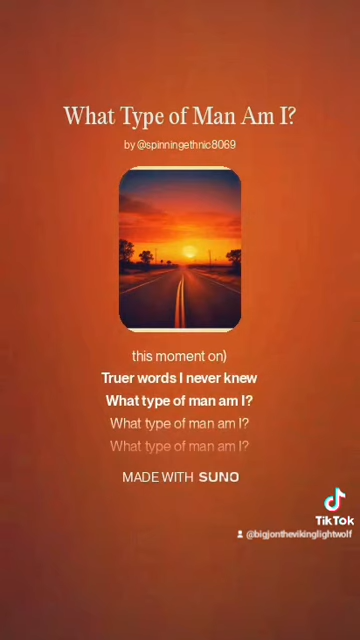 What Type of Man Am I?
by @spinningethnic8069
this moment on)
Truer words I never knew
What type of man am I?
What type of man am I?
What type of man am I?
MADE WITH SUNO
TikTok
@bigjonthevikinglightwolf